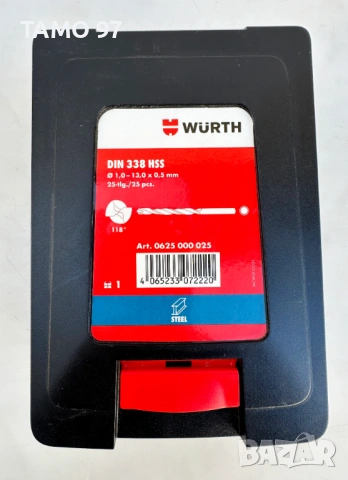 TAMO 97
WÜRTH
DIN 338 HSS
Ø 1,0–13,0 x 0,5 mm
25-tlg./25 pcs.
118°
Art. 0625 000 025
4 065233 072220
1
STEEL
BAZAR